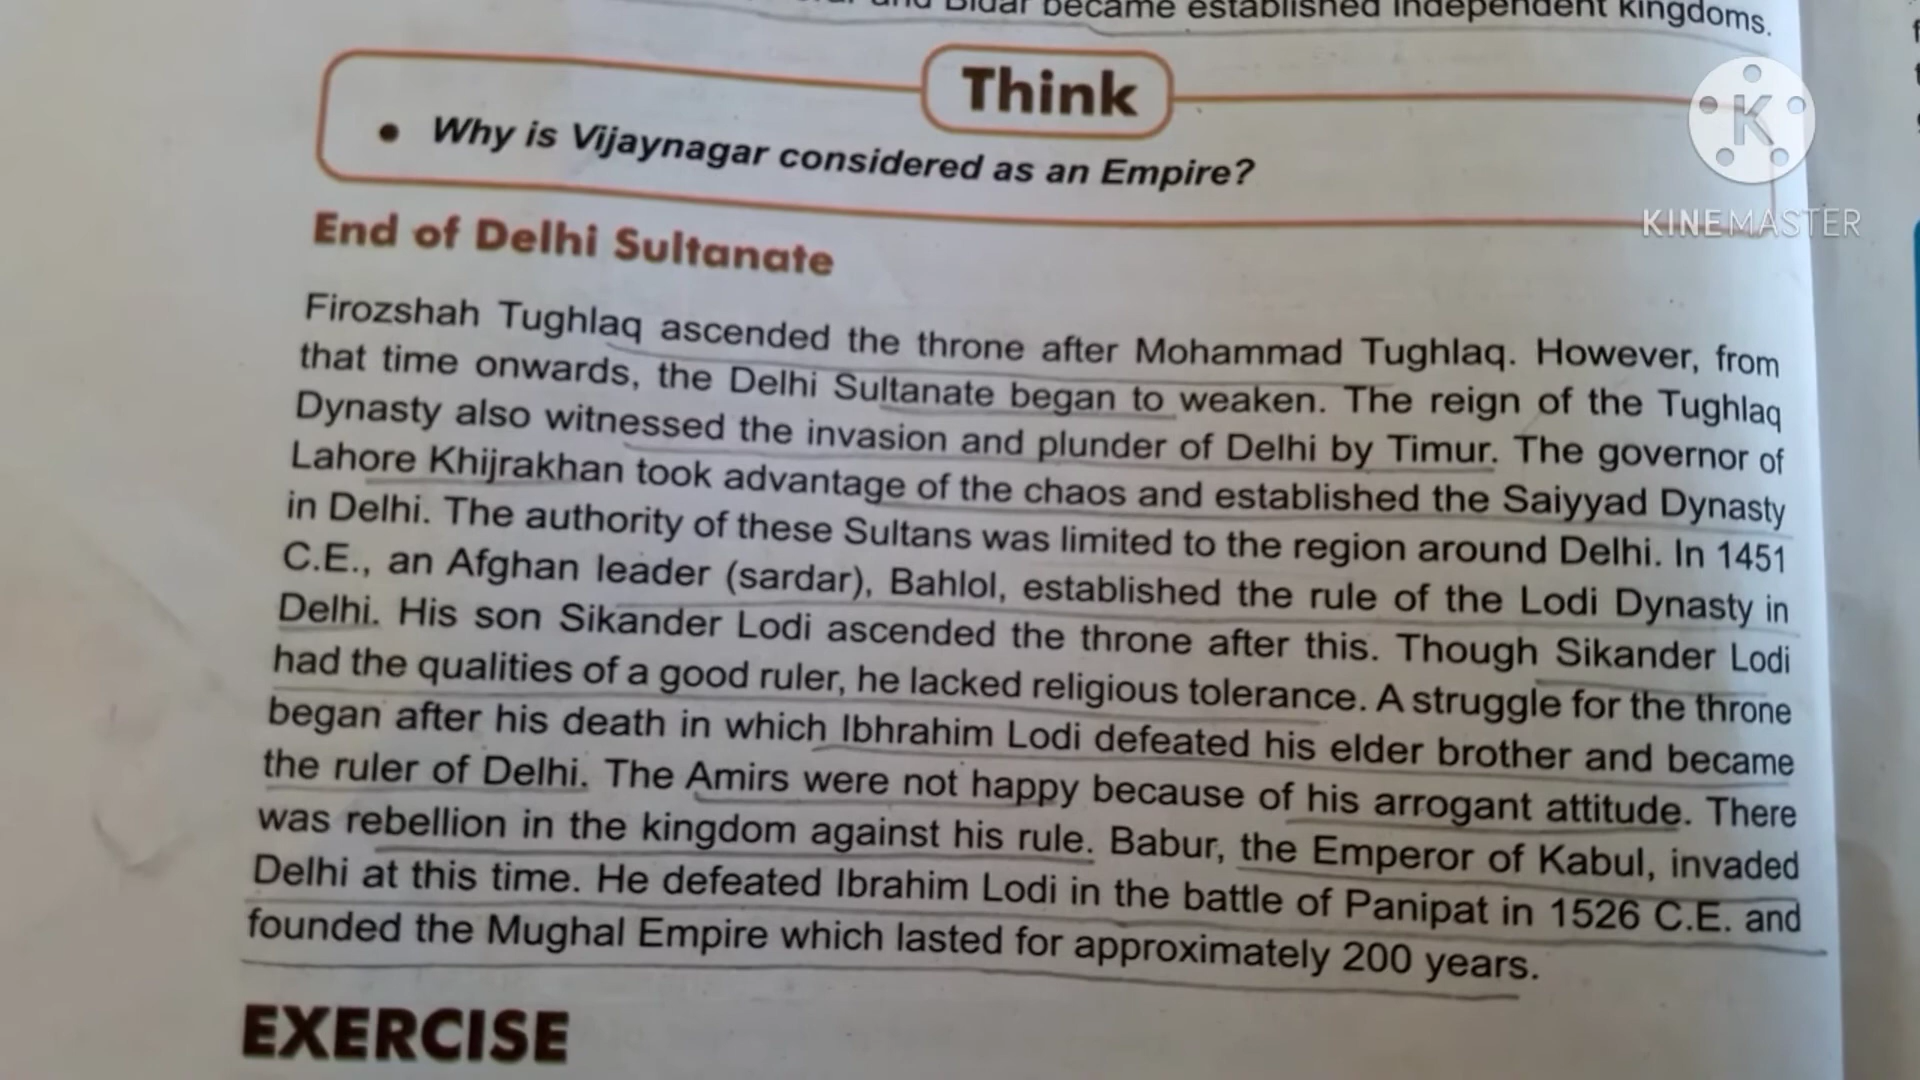 Bidar became established independent kingdoms.
Think
• Why is Vijaynagar considered as an Empire?
K
KINEMASTER
End of Delhi Sultanate
Firozshah Tughlaq ascended the throne after Mohammad Tughlaq. However, from
that time onwards, the Delhi Sultanate began to weaken. The reign of the Tughlaq
Dynasty also witnessed the invasion and plunder of Delhi by Timur. The governor of
Lahore Khijrakhan took advantage of the chaos and established the Saiyyad Dynasty
in Delhi. The authority of these Sultans was limited to the region around Delhi. In 1451
C.E., an Afghan leader (sardar), Bahlol, established the rule of the Lodi Dynasty in
Delhi. His son Sikander Lodi ascended the throne after this. Though Sikander Lodi
had the qualities of a good ruler, he lacked religious tolerance. A struggle for the throne
began after his death in which Ibhrahim Lodi defeated his elder brother and became
the ruler of Delhi. The Amirs were not happy because of his arrogant attitude. There
was rebellion in the kingdom against his rule. Babur, the Emperor of Kabul, invaded
Delhi at this time. He defeated Ibrahim Lodi in the battle of Panipat in 1526 C.E. and
founded the Mughal Empire which lasted for approximately 200 years.
EXERCISE